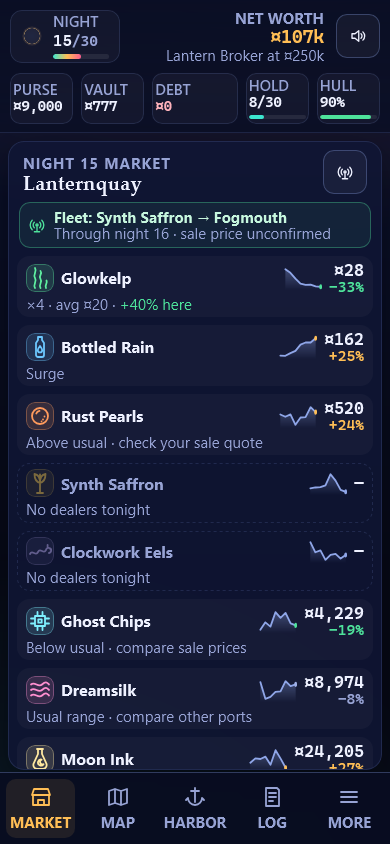 NIGHT
15/30
NET WORTH
¤107k
Lantern Broker at ¤250k
PURSE
¤9,000
VAULT
¤777
DEBT
¤0
HOLD
8/30
HULL
90%
NIGHT 15 MARKET
Lanternquay
Fleet: Synth Saffron → Fogmouth
Through night 16 · sale price unconfirmed
Glowkelp
¤28
−33%
×4 · avg ¤20 · +40% here
Bottled Rain
¤162
+25%
Surge
Rust Pearls
¤520
+24%
Above usual · check your sale quote
Synth Saffron
—
No dealers tonight
Clockwork Eels
—
No dealers tonight
Ghost Chips
¤4,229
−19%
Below usual · compare sale prices
Dreamsilk
¤8,974
−8%
Usual range · compare other ports
Moon Ink
¤24,205
+27%
MARKET
MAP
HARBOR
LOG
MORE